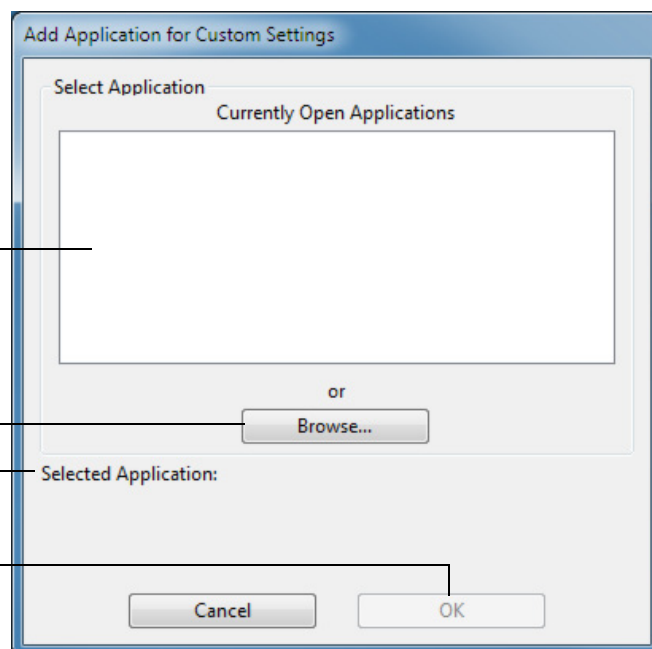 Add Application for Custom Settings
Select Application
Currently Open Applications
or
Browse...
Selected Application:
Cancel
OK